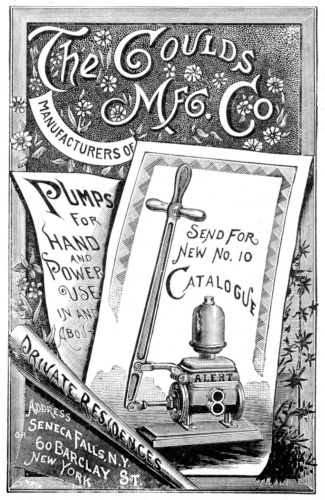 The Goulds
Mfg. Co
Manufacturers of
Pumps
For
Hand
and
Power
Use
in and
About
Private Residences
Send For
New No. 10
Catalogue
Alert
Address
Seneca Falls, N.Y.
or 60 Barclay St.
New York